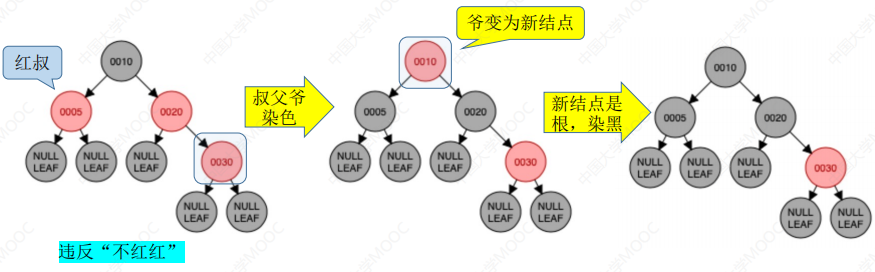 红叔
0010
0005
0020
NULL
LEAF
NULL
LEAF
NULL
LEAF
0030
NULL
LEAF
NULL
LEAF
违反“不红红”
叔父爷
染色
爷变为新结点
0010
0005
0020
NULL
LEAF
NULL
LEAF
NULL
LEAF
0030
NULL
LEAF
NULL
LEAF
新结点是
根，染黑
0010
0005
0020
NULL
LEAF
NULL
LEAF
NULL
LEAF
0030
NULL
LEAF
NULL
LEAF
中国大学MOOC